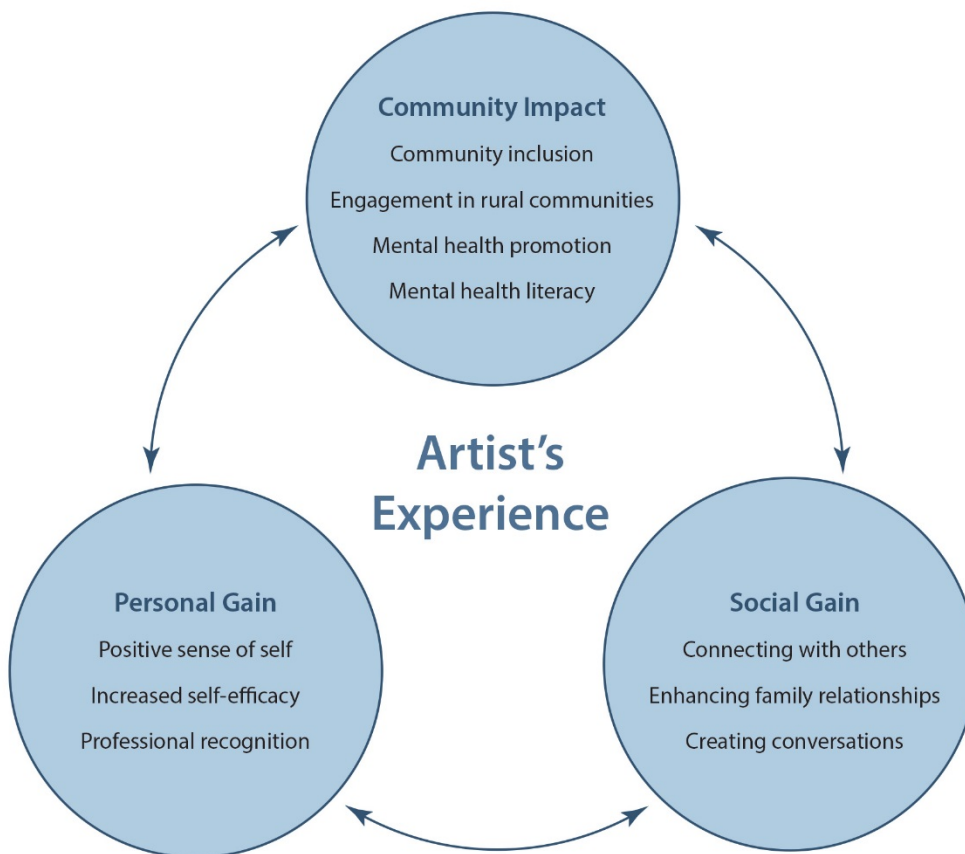 Community Impact
Community inclusion
Engagement in rural communities
Mental health promotion
Mental health literacy
Artist’s
Experience
Personal Gain
Positive sense of self
Increased self-efficacy
Professional recognition
Social Gain
Connecting with others
Enhancing family relationships
Creating conversations